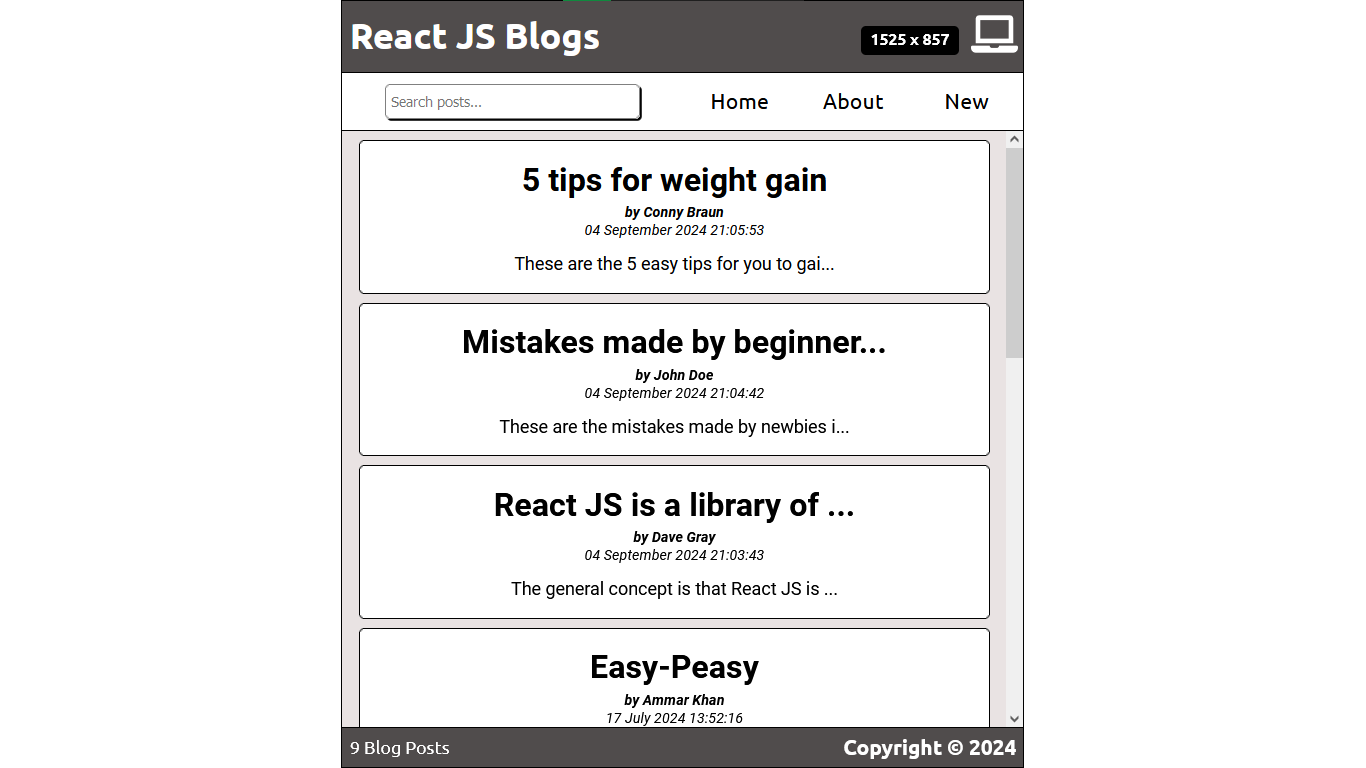 React JS Blogs
1525 x 857
Search posts...
Home
About
New
5 tips for weight gain
by Conny Braun
04 September 2024 21:05:53
These are the 5 easy tips for you to gai...
Mistakes made by beginner...
by John Doe
04 September 2024 21:04:42
These are the mistakes made by newbies i...
React JS is a library of ...
by Dave Gray
04 September 2024 21:03:43
The general concept is that React JS is ...
Easy-Peasy
by Ammar Khan
17 July 2024 13:52:16
9 Blog Posts
Copyright © 2024